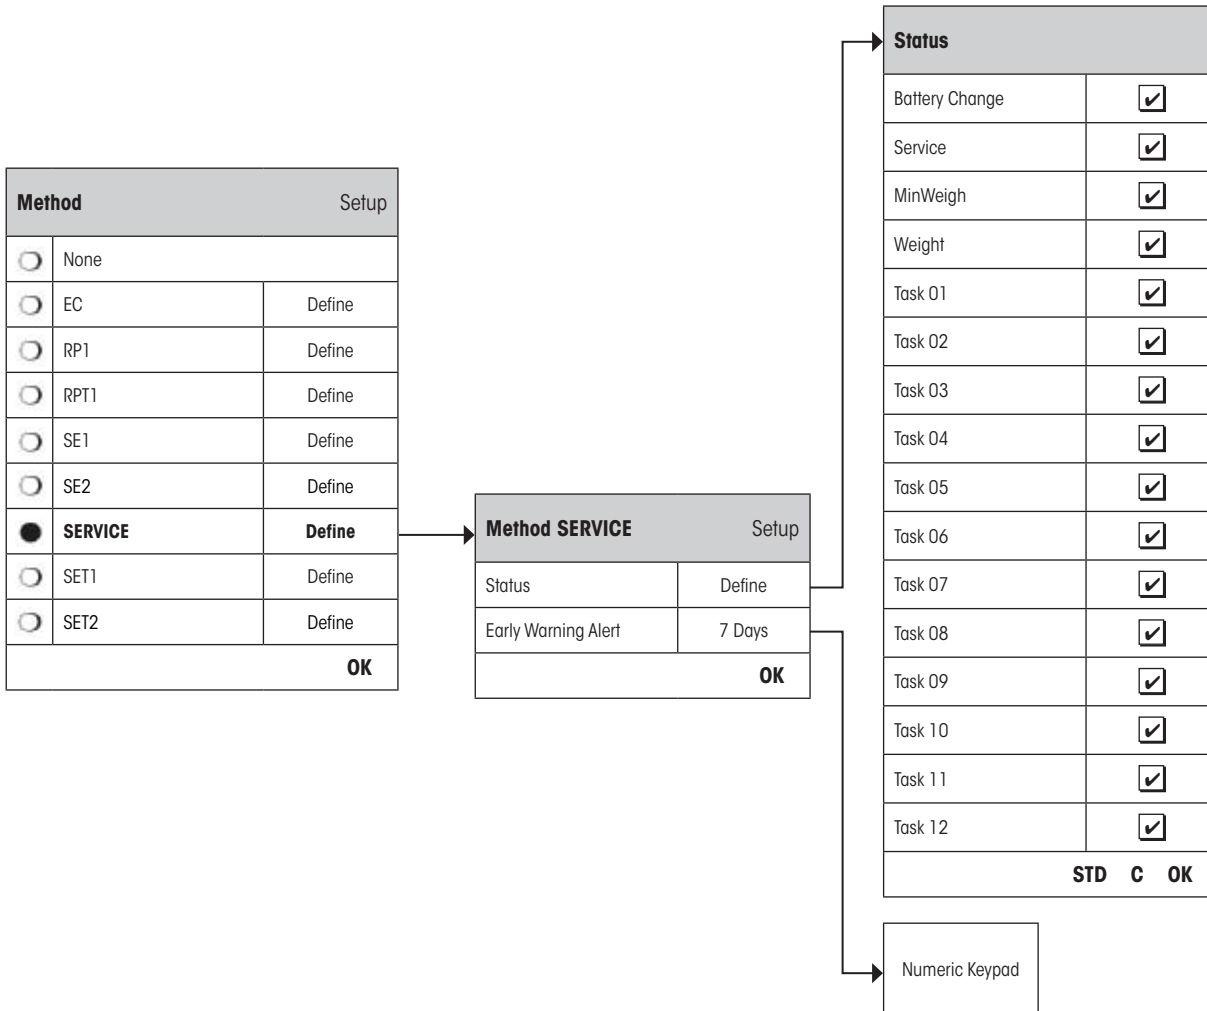 Method Setup
None
EC Define
RP1 Define
RPT1 Define
SE1 Define
SE2 Define
SERVICE Define
SET1 Define
SET2 Define
OK
Method SERVICE Setup
Status Define
Early Warning Alert 7 Days
OK
Status
Battery Change
Service
MinWeigh
Weight
Task 01
Task 02
Task 03
Task 04
Task 05
Task 06
Task 07
Task 08
Task 09
Task 10
Task 11
Task 12
STD C OK
Numeric Keypad